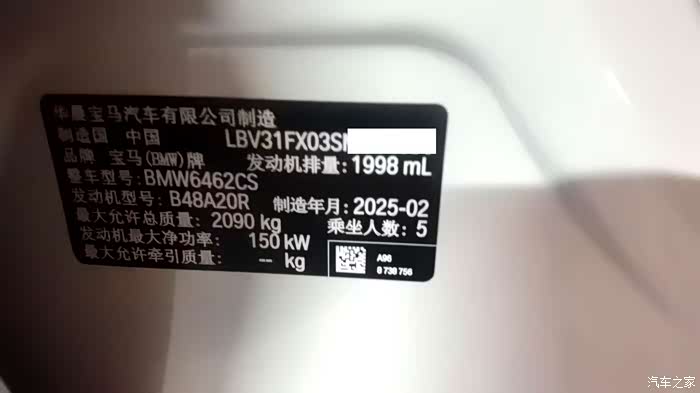 华晨宝马汽车有限公司制造
制造国 中国 LBV31FX03S
品牌 宝马(BMW)牌 发动机排量:1998 mL
整车型号:BMW6462CS
发动机型号: B48A20R 制造年月: 2025-02
最大允许总质量: 2090 kg 乘坐人数: 5
发动机最大净功率: 150 kW
最大允许牵引质量: -- kg
A98
8 739 756
汽车之家